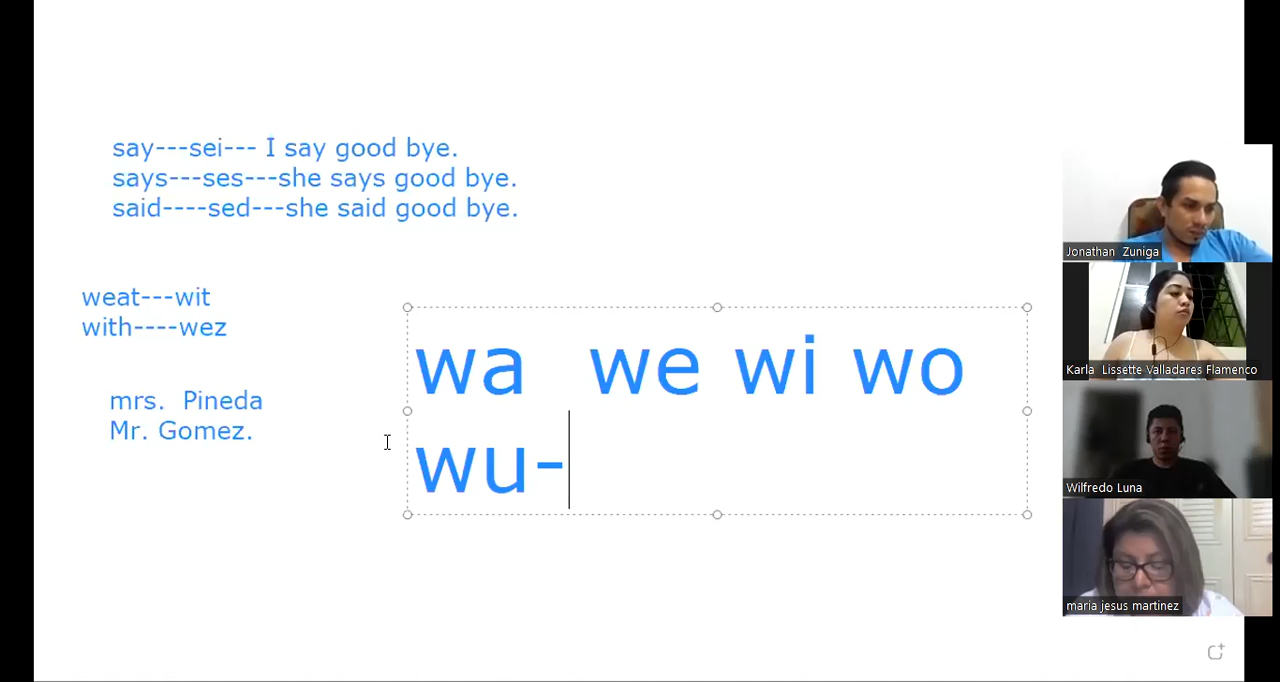 say---sei--- I say good bye.
says---ses---she says good bye.
said----sed---she said good bye.
weat---wit
with----wez
mrs. Pineda
Mr. Gomez.
wa we wi wo
wu-
Jonathan Zuniga
Karla Lissette Valladares Flamenco
Wilfredo Luna
maria jesus martinez